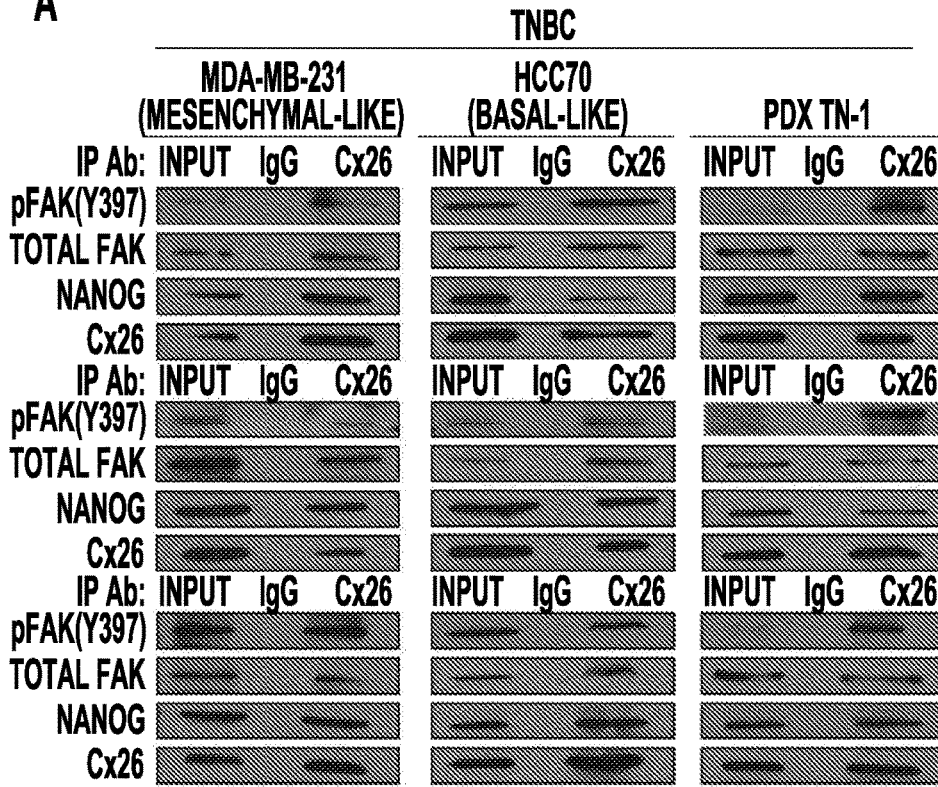 A
TNBC
MDA-MB-231 HCC70
(MESENCHYMAL-LIKE) (BASAL-LIKE) PDX TN-1
IP Ab: INPUT IgG Cx26 INPUT IgG Cx26 INPUT IgG Cx26
pFAK(Y397)
TOTAL FAK
NANOG
Cx26
IP Ab: INPUT IgG Cx26 INPUT IgG Cx26 INPUT IgG Cx26
pFAK(Y397)
TOTAL FAK
NANOG
Cx26
IP Ab: INPUT IgG Cx26 INPUT IgG Cx26 INPUT IgG Cx26
pFAK(Y397)
TOTAL FAK
NANOG
Cx26